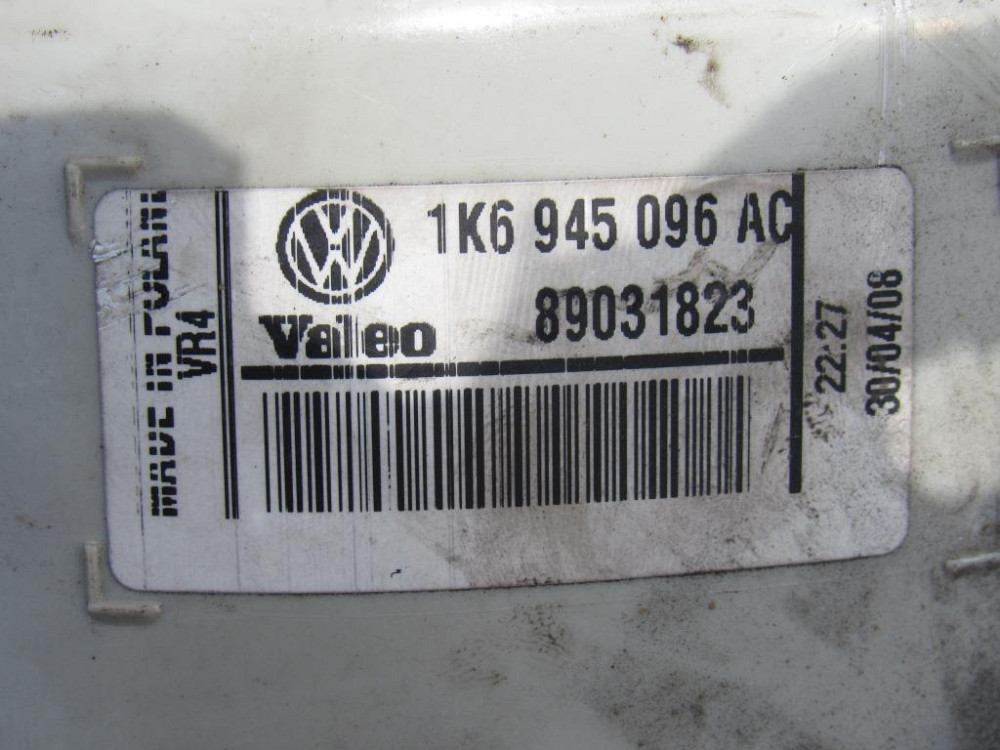 MADE IN POLAND
VR4
1K6 945 096 AC
Valeo
89031823
22:27
30/04/08